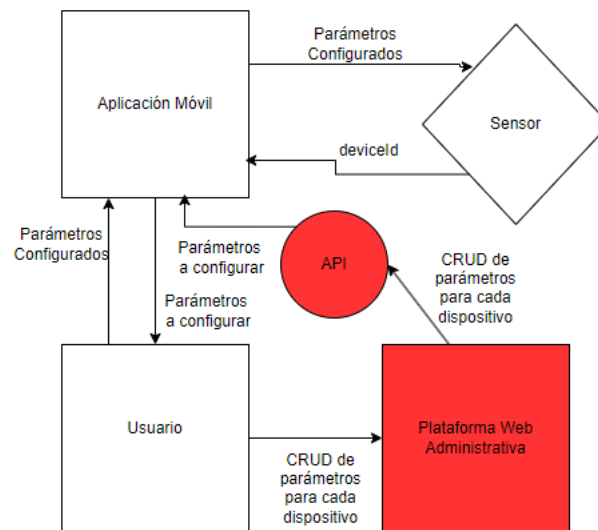 Parámetros
Configurados
Aplicación Móvil
Sensor
deviceId
Parámetros
Configurados
Parámetros
a configurar
API
CRUD de
parámetros
para cada
dispositivo
Parámetros
a configurar
Usuario
Plataforma Web
Administrativa
CRUD de
parámetros
para cada
dispositivo